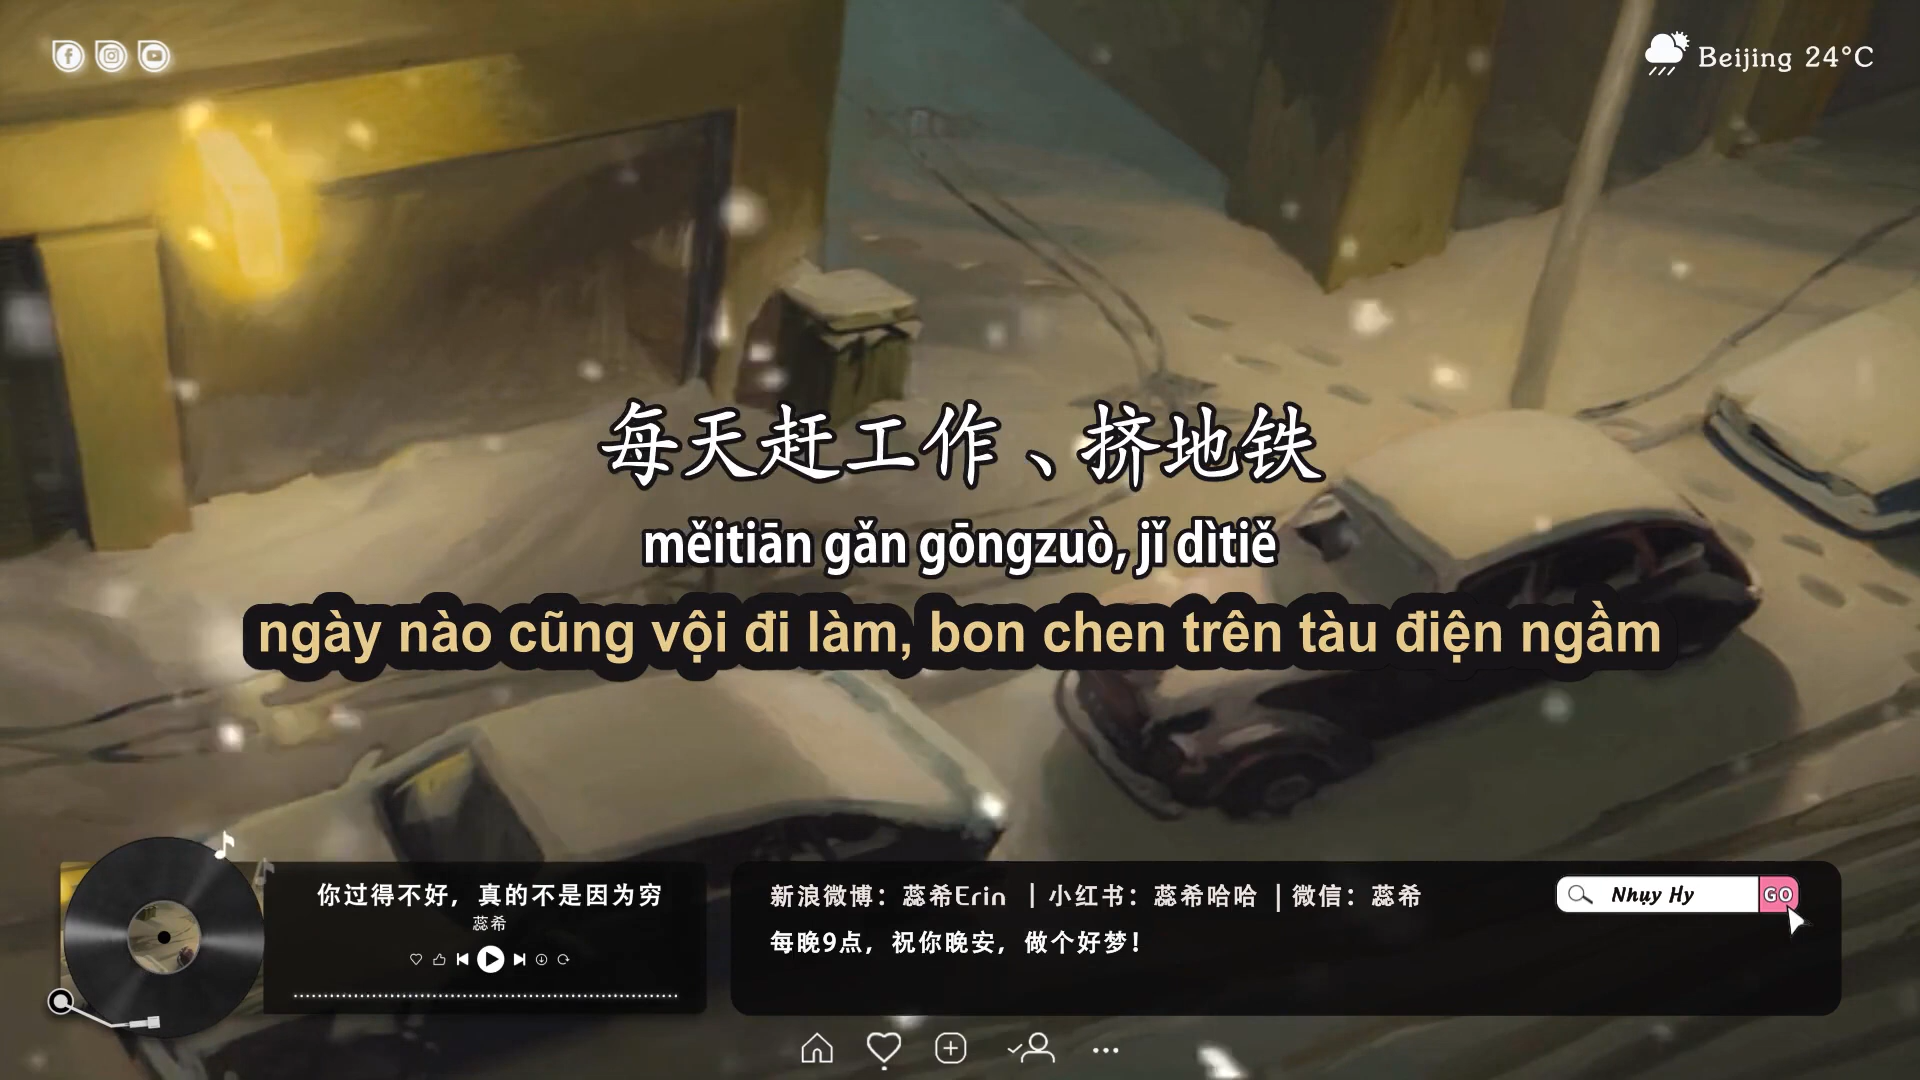 Beijing 24°C
每天赶工作、挤地铁
měitiān gǎn gōngzuò, jǐ dìtiě
ngày nào cũng vội đi làm, bon chen trên tàu điện ngầm
你过得不好，真的不是因为穷
蕊希
新浪微博：蕊希Erin ｜小红书：蕊希哈哈 ｜微信：蕊希
每晚9点，祝你晚安，做个好梦！
Nhụy Hy
GO